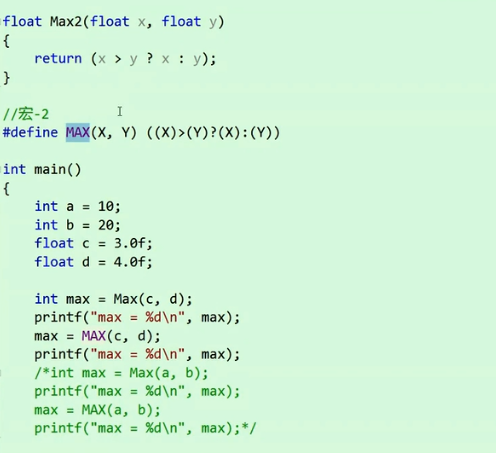 float Max2(float x, float y)
{
    return (x > y ? x : y);
}
//宏-2
#define MAX(X, Y) ((X)>(Y)?(X):(Y))
int main()
{
    int a = 10;
    int b = 20;
    float c = 3.0f;
    float d = 4.0f;
    int max = Max(c, d);
    printf("max = %d\n", max);
    max = MAX(c, d);
    printf("max = %d\n", max);
    /*int max = Max(a, b);
    printf("max = %d\n", max);
    max = MAX(a, b);
    printf("max = %d\n", max);*/